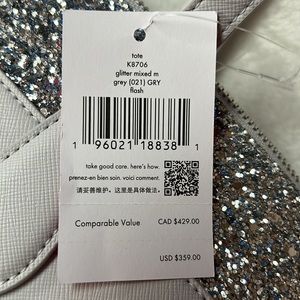 tote
K8706
glitter mixed m
grey (021) GRY
flash
1 96021 18838 1
take good care. here's how
prenez-en bien soin. voici comment.
请妥善维护。这里是具体做法。
Comparable Value CAD $429.00
USD $359.00